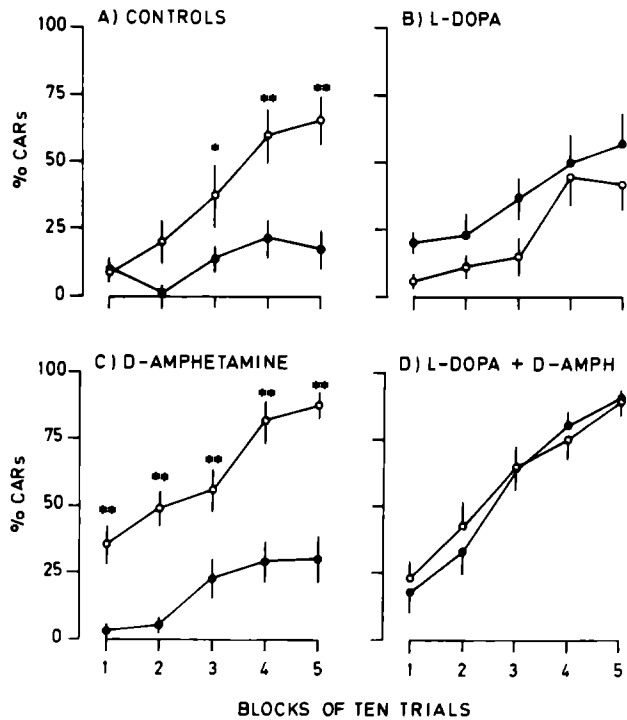 A) CONTROLS
B) L-DOPA
100
75
50
25
0
% CARs
*
**
**
C) D-AMPHETAMINE
D) L-DOPA + D-AMPH
100
75
50
25
0
% CARs
**
**
**
**
**
1 2 3 4 5
1 2 3 4 5
BLOCKS OF TEN TRIALS